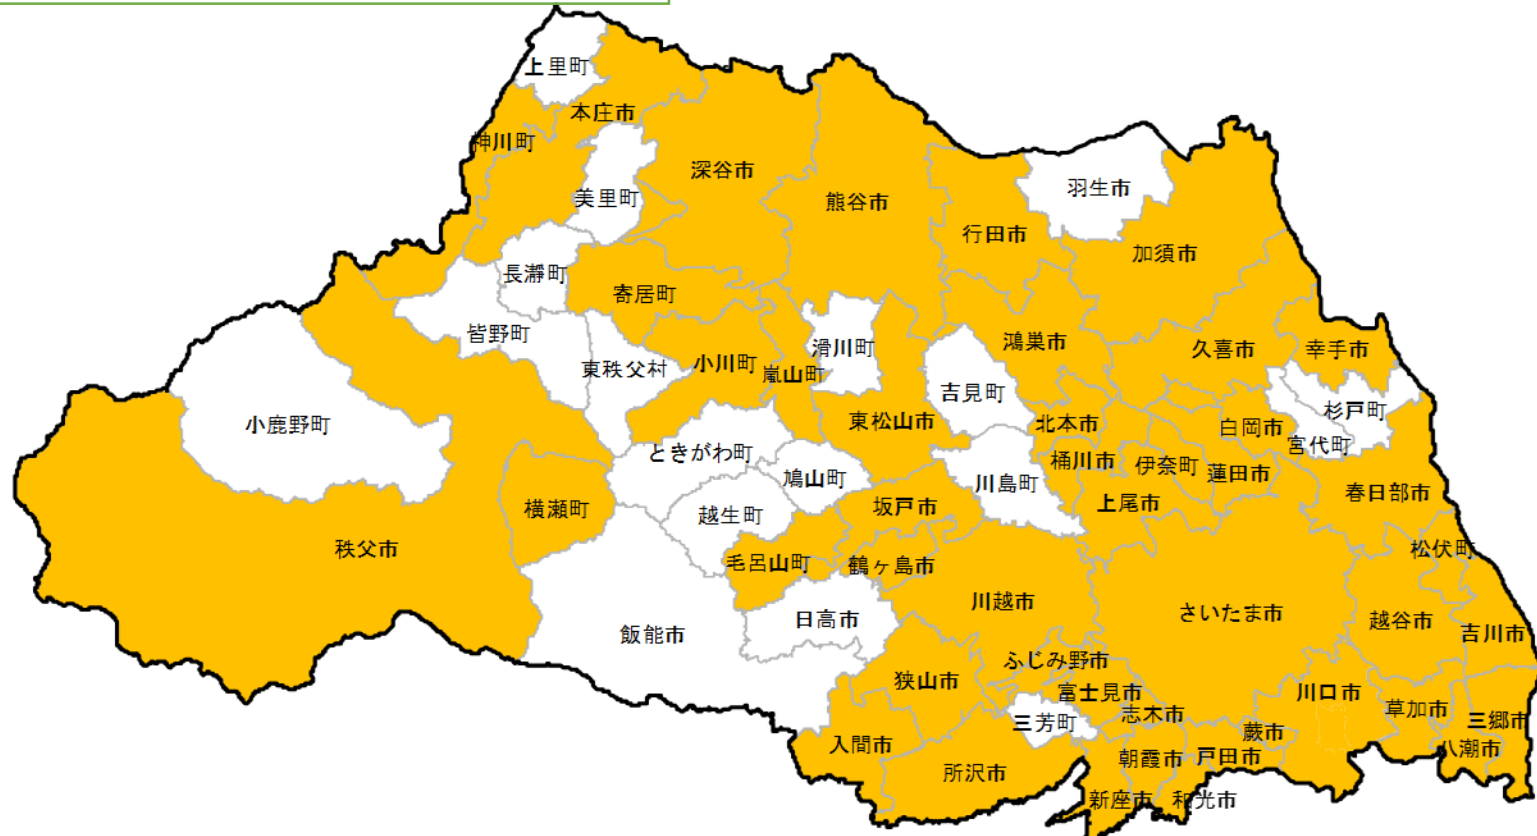 上里町
本庄市
神川町
深谷市
美里町
熊谷市
羽生市
行田市
加須市
長瀞町
寄居町
皆野町
鴻巣市
久喜市
幸手市
滑川町
小川町
東秩父村
嵐山町
吉見町
杉戸町
小鹿野町
東松山市
北本市
白岡市
宮代町
ときがわ町
桶川市
伊奈町
蓮田市
鳩山町
川島町
春日部市
横瀬町
坂戸市
上尾市
越生町
秩父市
松伏町
毛呂山町
鶴ヶ島市
川越市
さいたま市
日高市
越谷市
飯能市
吉川市
ふじみ野市
狭山市
富士見市
川口市
志木市
草加市
三芳町
三郷市
蕨市
入間市
八潮市
朝霞市
戸田市
所沢市
新座市
和光市